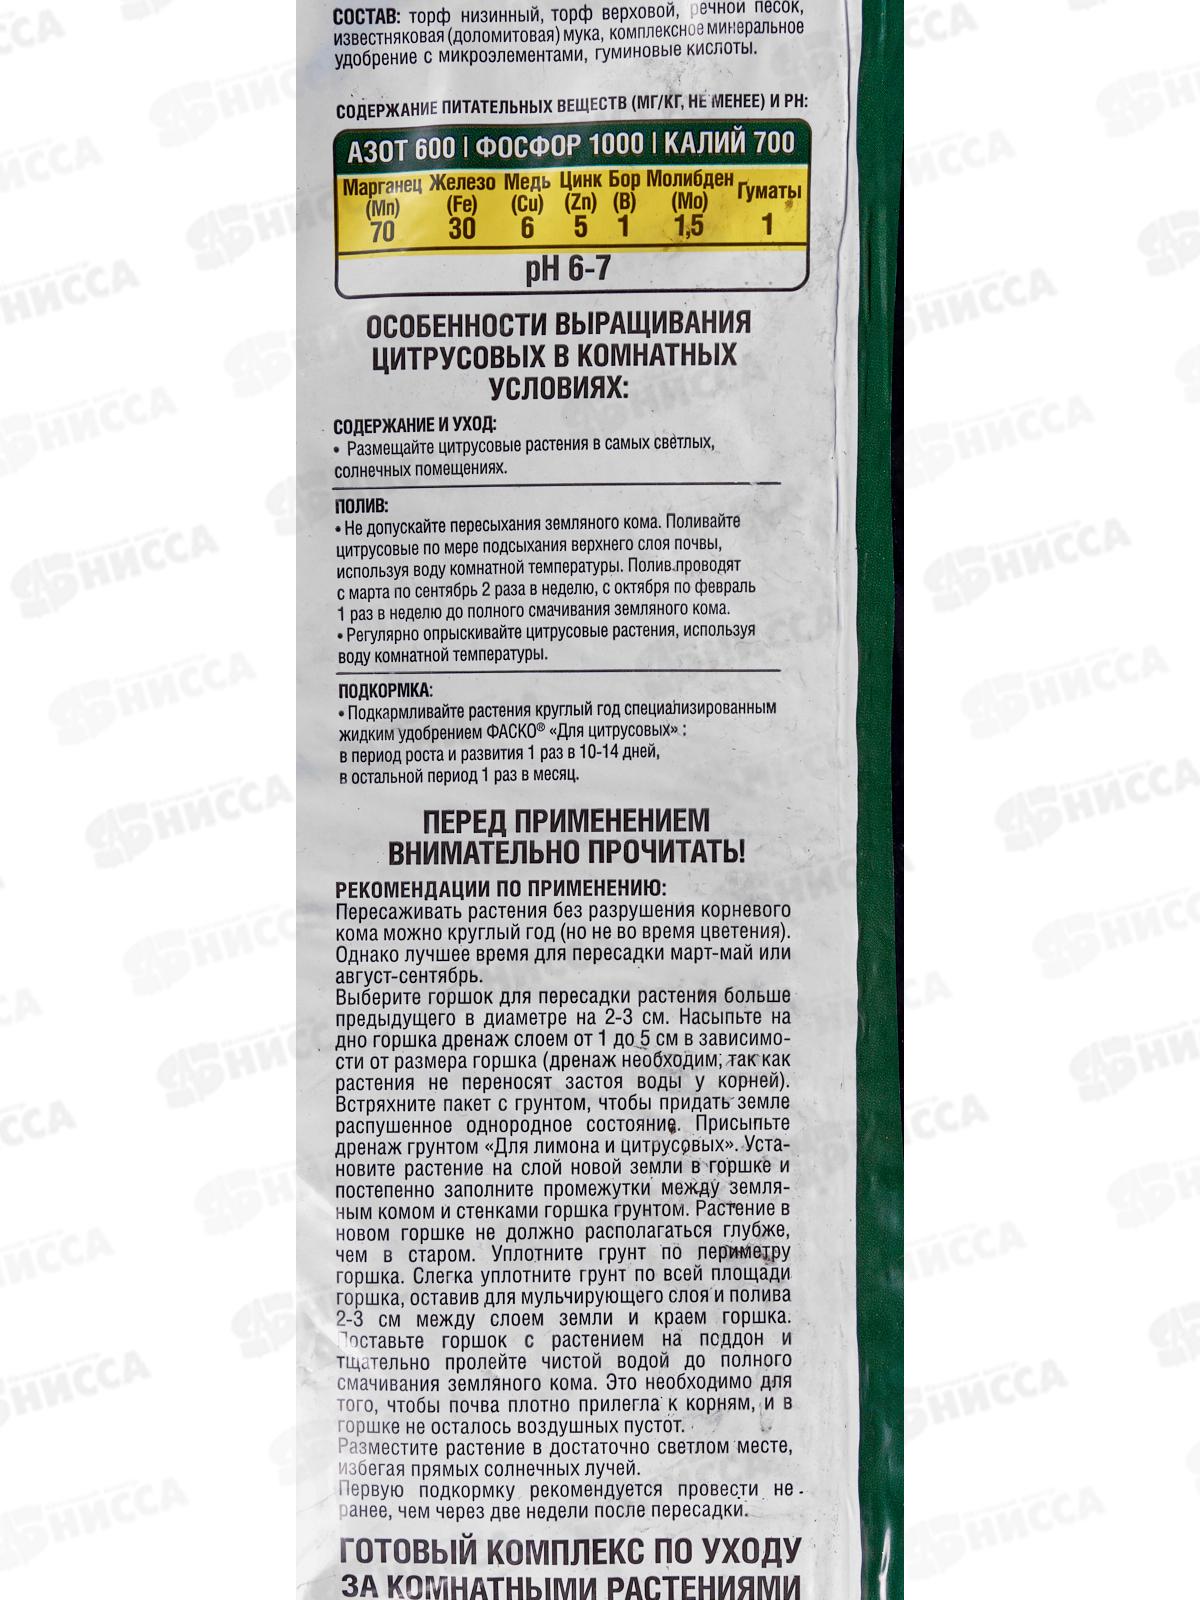 СОСТАВ: торф низинный, торф верховой, речной песок,
известняковая (доломитовая) мука, комплексное минеральное
удобрение с микроэлементами, гуминовые кислоты.
СОДЕРЖАНИЕ ПИТАТЕЛЬНЫХ ВЕЩЕСТВ (МГ/КГ, НЕ МЕНЕЕ) И PH:
АЗОТ 600 | ФОСФОР 1000 | КАЛИЙ 700
Марганец Железо Медь Цинк Бор Молибден Гуматы
(Mn) (Fe) (Cu) (Zn) (B) (Mo)
70 30 6 5 1 1,5 1
pH 6-7
ОСОБЕННОСТИ ВЫРАЩИВАНИЯ
ЦИТРУСОВЫХ В КОМНАТНЫХ
УСЛОВИЯХ:
СОДЕРЖАНИЕ И УХОД:
• Размещайте цитрусовые растения в самых светлых,
солнечных помещениях.
ПОЛИВ:
• Не допускайте пересыхания земляного кома. Поливайте
цитрусовые по мере подсыхания верхнего слоя почвы,
используя воду комнатной температуры. Полив проводят
с марта по сентябрь 2 раза в неделю, с октября по февраль
1 раз в неделю до полного смачивания земляного кома.
• Регулярно опрыскивайте цитрусовые растения, используя
воду комнатной температуры.
ПОДКОРМКА:
• Подкармливайте растения круглый год специализированным
жидким удобрением ФАСКО® «Для цитрусовых» :
в период роста и развития 1 раз в 10-14 дней,
в остальной период 1 раз в месяц.
ПЕРЕД ПРИМЕНЕНИЕМ
ВНИМАТЕЛЬНО ПРОЧИТАТЬ!
РЕКОМЕНДАЦИИ ПО ПРИМЕНЕНИЮ:
Пересаживать растения без разрушения корневого
кома можно круглый год (но не во время цветения).
Однако лучшее время для пересадки март-май или
август-сентябрь.
Выберите горшок для пересадки растения больше
предыдущего в диаметре на 2-3 см. Насыпьте на
дно горшка дренаж слоем от 1 до 5 см в зависимо-
сти от размера горшка (дренаж необходим, так как
растения не переносят застоя воды у корней).
Встряхните пакет с грунтом, чтобы придать земле
распушенное однородное состояние. Присыпьте
дренаж грунтом «Для лимона и цитрусовых». Уста-
новите растение на слой новой земли в горшке и
постепенно заполните промежутки между земля-
ным комом и стенками горшка грунтом. Растение в
новом горшке не должно располагаться глубже,
чем в старом. Уплотните грунт по периметру
горшка. Слегка уплотните грунт по всей площади
горшка, оставив для мульчирующего слоя и полива
2-3 см между слоем земли и краем горшка.
Поставьте горшок с растением на поддон и
тщательно пролейте чистой водой до полного
смачивания земляного кома. Это необходимо для
того, чтобы почва плотно прилегла к корням, и в
горшке не осталось воздушных пустот.
Разместите растение в достаточно светлом месте,
избегая прямых солнечных лучей.
Первую подкормку рекомендуется провести не
ранее, чем через две недели после пересадки.
ГОТОВЫЙ КОМПЛЕКС ПО УХОДУ
ЗА КОМНАТНЫМИ РАСТЕНИЯМИ